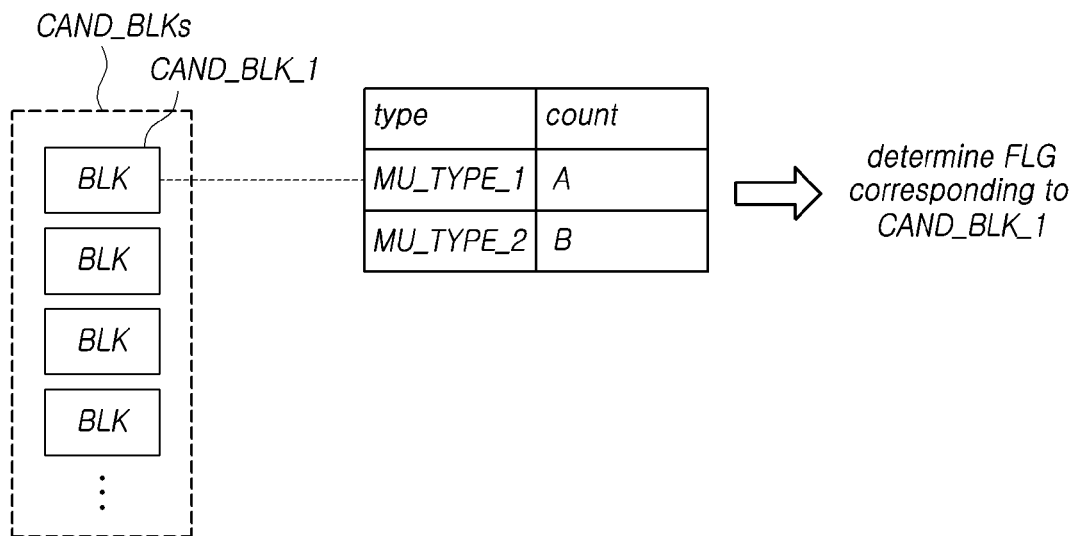 CAND_BLKs
CAND_BLK_1
type count
BLK MU_TYPE_1 A
MU_TYPE_2 B
BLK
BLK
BLK
determine FLG
corresponding to
CAND_BLK_1